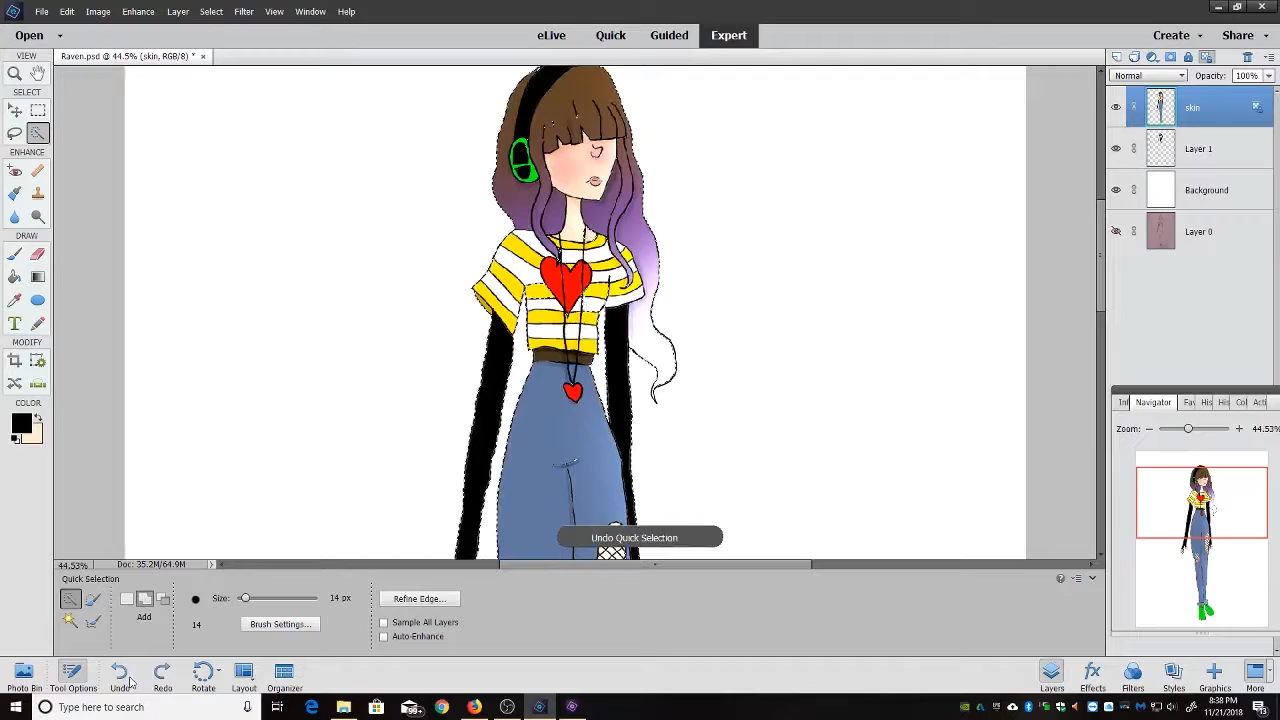 File Edit Image Enhance Layer Select Filter View Window Help
Open eLive Quick Guided Expert Create Share
Raven.psd @ 44.5% (skin, RGB/8) * ×
VIEW
SELECT
ENHANCE
DRAW
MODIFY
COLOR
Normal Opacity: 100%
skin
Layer 1
Background
Layer 0
Navigator
Zoom: 44.53%
Undo Quick Selection
44.53% Doc: 35.2M/64.9M
Quick Selection
Add
Size: 14 px
14
Brush Settings...
Refine Edge...
Sample All Layers
Auto-Enhance
Photo Bin Tool Options Undo Redo Rotate Layout Organizer
Layers Effects Filters Styles Graphics More
Type here to search
8:38 PM
11/21/2018